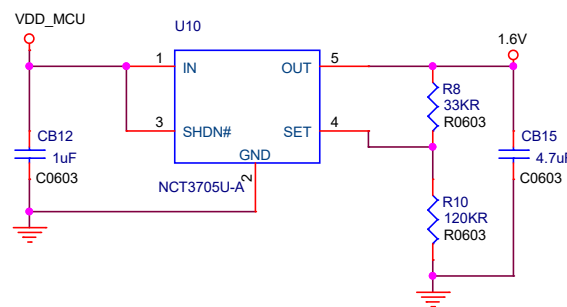 VDD_MCU
U10
1.6V
1
IN
OUT
5
R8
33KR
R0603
3
SHDN#
SET
4
CB12
1uF
C0603
GND
2
NCT3705U-A
CB15
4.7uF
C0603
R10
120KR
R0603